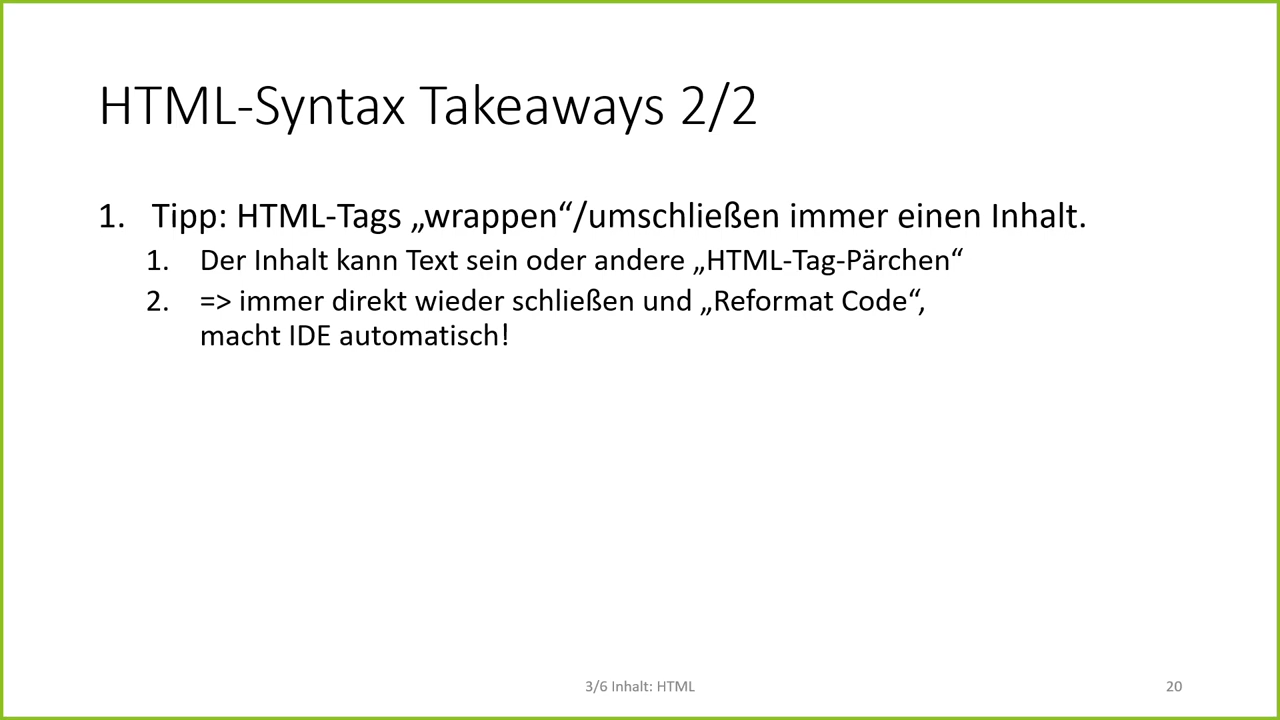 HTML-Syntax Takeaways 2/2
1. Tipp: HTML-Tags „wrappen“/umschließen immer einen Inhalt.
1. Der Inhalt kann Text sein oder andere „HTML-Tag-Pärchen“
2. => immer direkt wieder schließen und „Reformat Code“,
macht IDE automatisch!
3/6 Inhalt: HTML
20